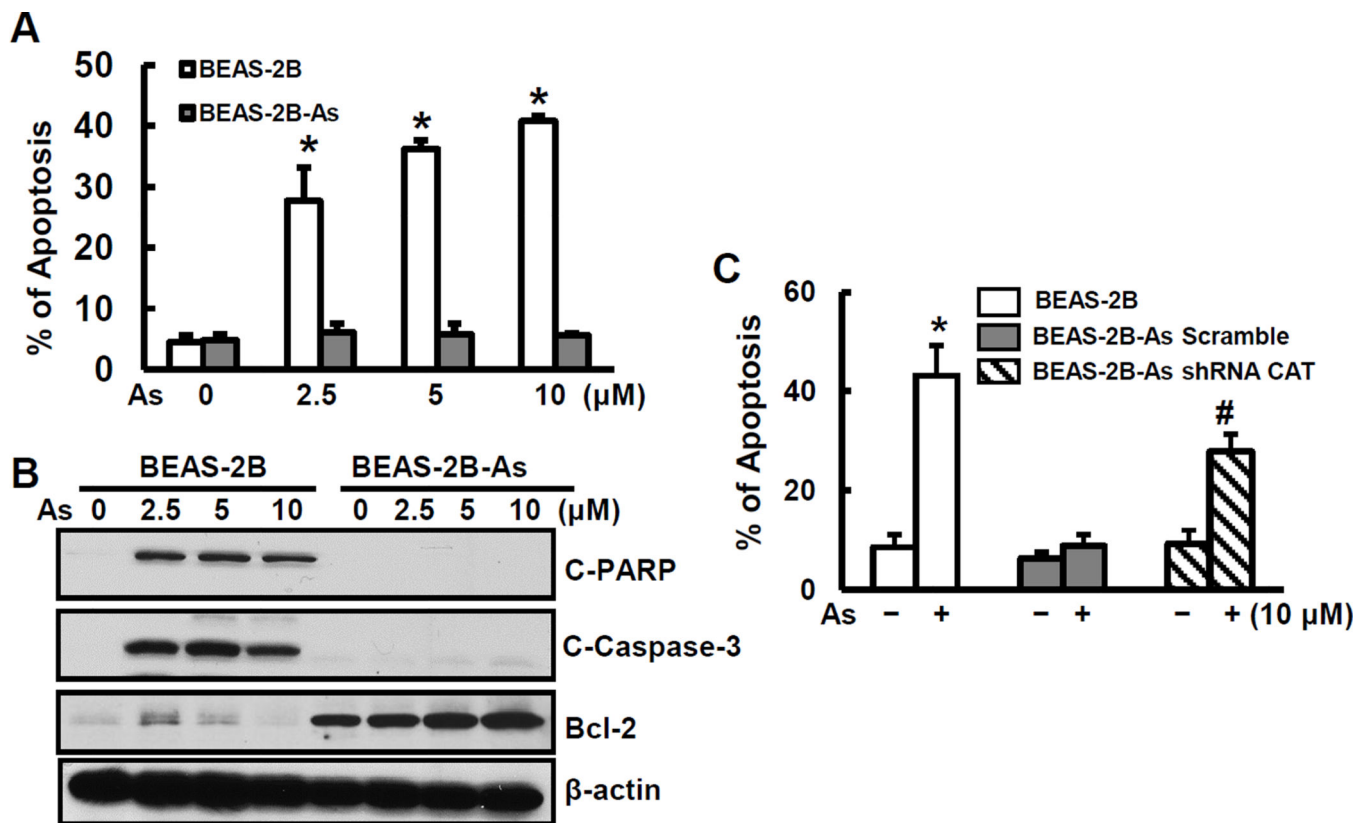 A
50
40
30
20
10
0
% of Apoptosis
BEAS-2B
BEAS-2B-As
*
*
*
As 0 2.5 5 10 (µM)
B
BEAS-2B BEAS-2B-As
As 0 2.5 5 10 0 2.5 5 10 (µM)
C-PARP
C-Caspase-3
Bcl-2
β-actin
C
60
40
20
0
% of Apoptosis
BEAS-2B
BEAS-2B-As Scramble
BEAS-2B-As shRNA CAT
*
#
As − + − + − + (10 µM)